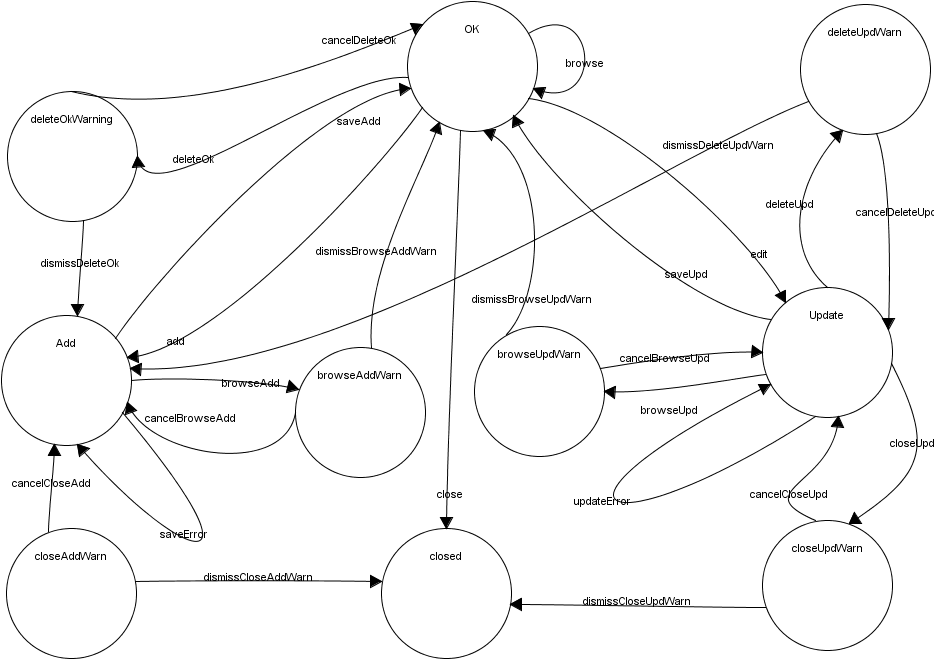 OK
deleteUpdWarn
cancelDeleteOk
browse
deleteOkWarning
saveAdd
dismissDeleteUpdWarn
deleteOk
deleteUpd
cancelDeleteUpd
dismissBrowseAddWarn
edit
dismissDeleteOk
saveUpd
dismissBrowseUpdWarn
Update
Add
add
browseUpdWarn
cancelBrowseUpd
browseAddWarn
browseAdd
browseUpd
cancelBrowseAdd
closeUpd
cancelCloseAdd
close
cancelCloseUpd
updateError
saveError
closeAddWarn
closed
closeUpdWarn
dismissCloseAddWarn
dismissCloseUpdWarn